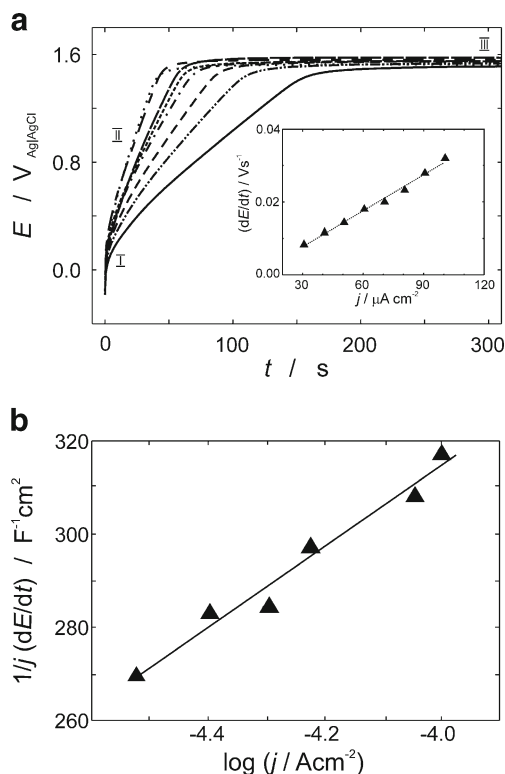 a
E / V Ag|AgCl
1.6
0.8
0.0
I
II
III
(dE/dt) / Vs⁻¹
0.04
0.02
0.00
30 60 90 120
j / μA cm⁻²
0 100 200 300
t / s
b
1/j (dE/dt) / F⁻¹cm²
320
300
280
260
-4.4 -4.2 -4.0
log (j / Acm⁻²)